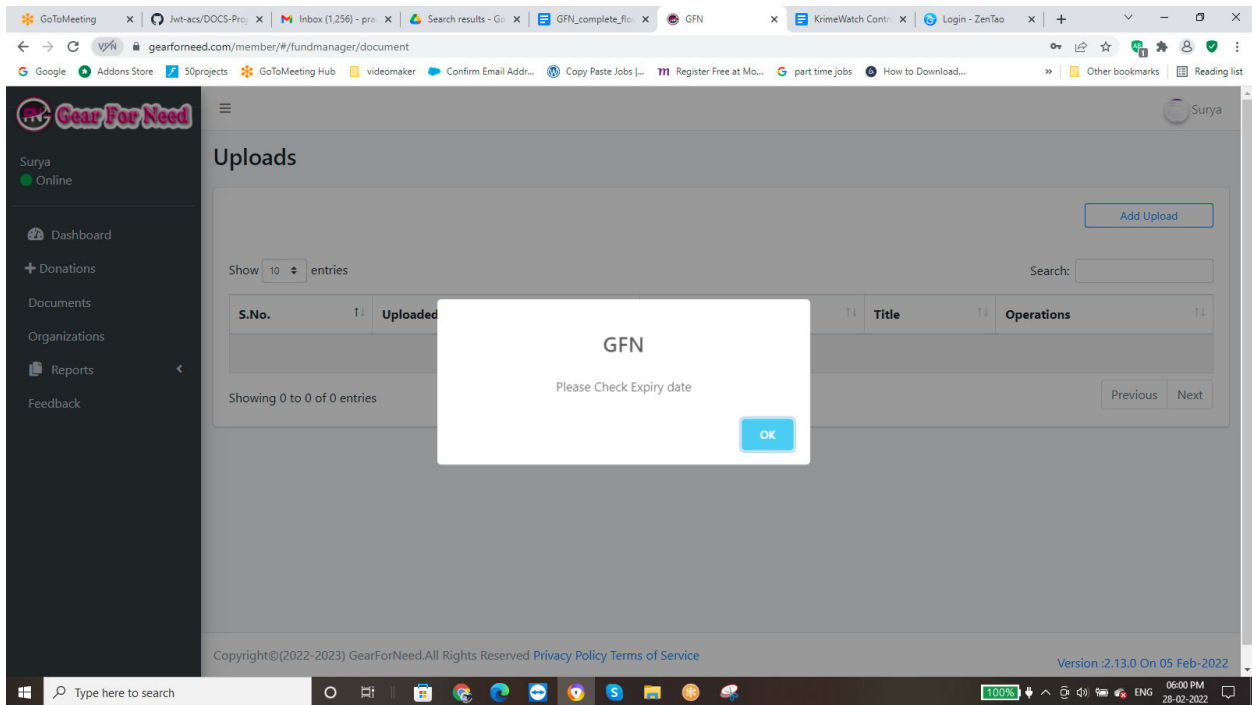 GoToMeeting Jwt-acs/DOCS-Proj Inbox (1,256) - pra Search results - Go GFN_complete_flo GFN KrimeWatch Contr Login - ZenTao
VPN gearforneed.com/member/#/fundmanager/document
Google Addons Store 50projects GoToMeeting Hub videomaker Confirm Email Addr... Copy Paste Jobs |... Register Free at Mo... part time jobs How to Download... » Other bookmarks Reading list
Gear For Need
Surya
Surya
Online
Dashboard
Donations
Documents
Organizations
Reports
Feedback
Uploads
Add Upload
Show 10 entries
Search:
S.No. Uploaded Title Operations
Showing 0 to 0 of 0 entries
Previous Next
GFN
Please Check Expiry date
OK
Copyright©(2022-2023) GearForNeed.All Rights Reserved Privacy Policy Terms of Service
Version :2.13.0 On 05 Feb-2022
Type here to search
100%
ENG
06:00 PM
28-02-2022